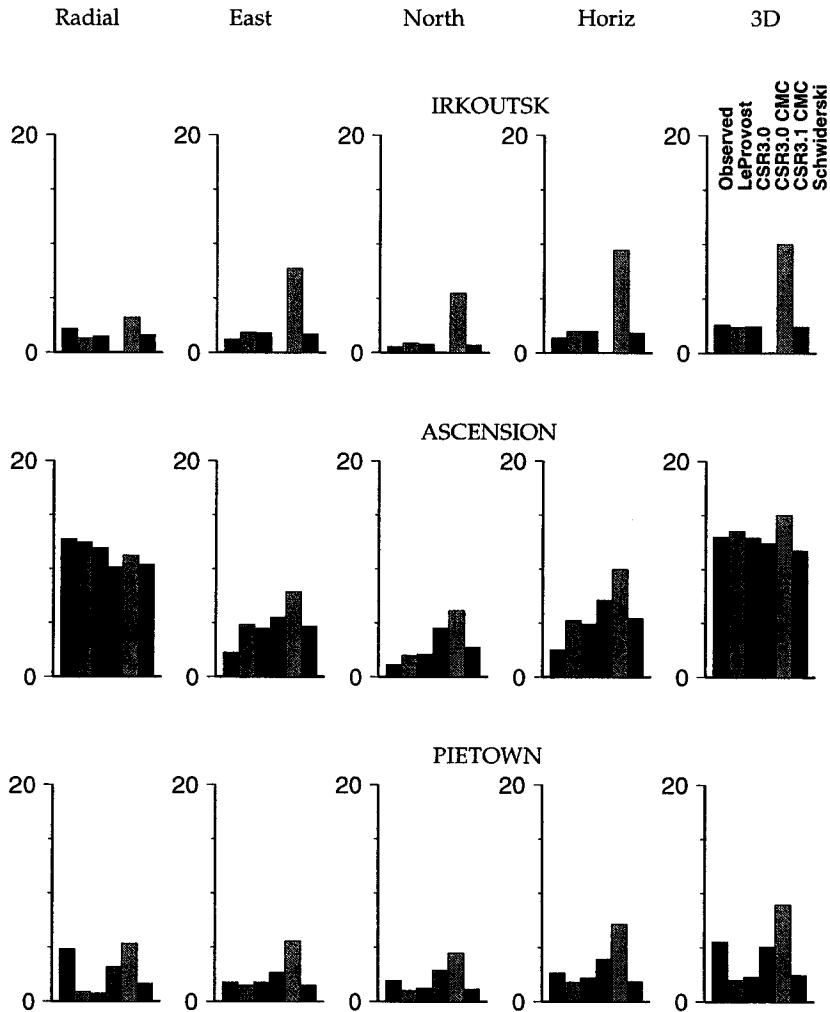 Radial East North Horiz 3D
IRKOUTSK
Observed
LeProvost
CSR3.0
CSR3.0 CMC
CSR3.1 CMC
Schwiderski
20 20 20 20 20
0 0 0 0 0
ASCENSION
20 20 20 20 20
0 0 0 0 0
PIETOWN
20 20 20 20 20
0 0 0 0 0